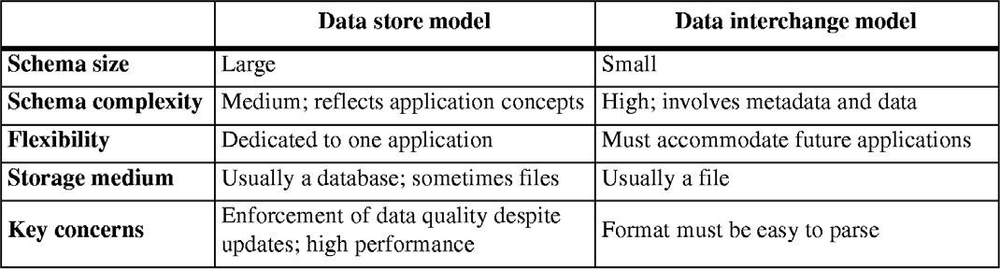 Data store model Data interchange model
Schema size Large Small
Schema complexity Medium; reflects application concepts High; involves metadata and data
Flexibility Dedicated to one application Must accommodate future applications
Storage medium Usually a database; sometimes files Usually a file
Key concerns Enforcement of data quality despite
updates; high performance Format must be easy to parse